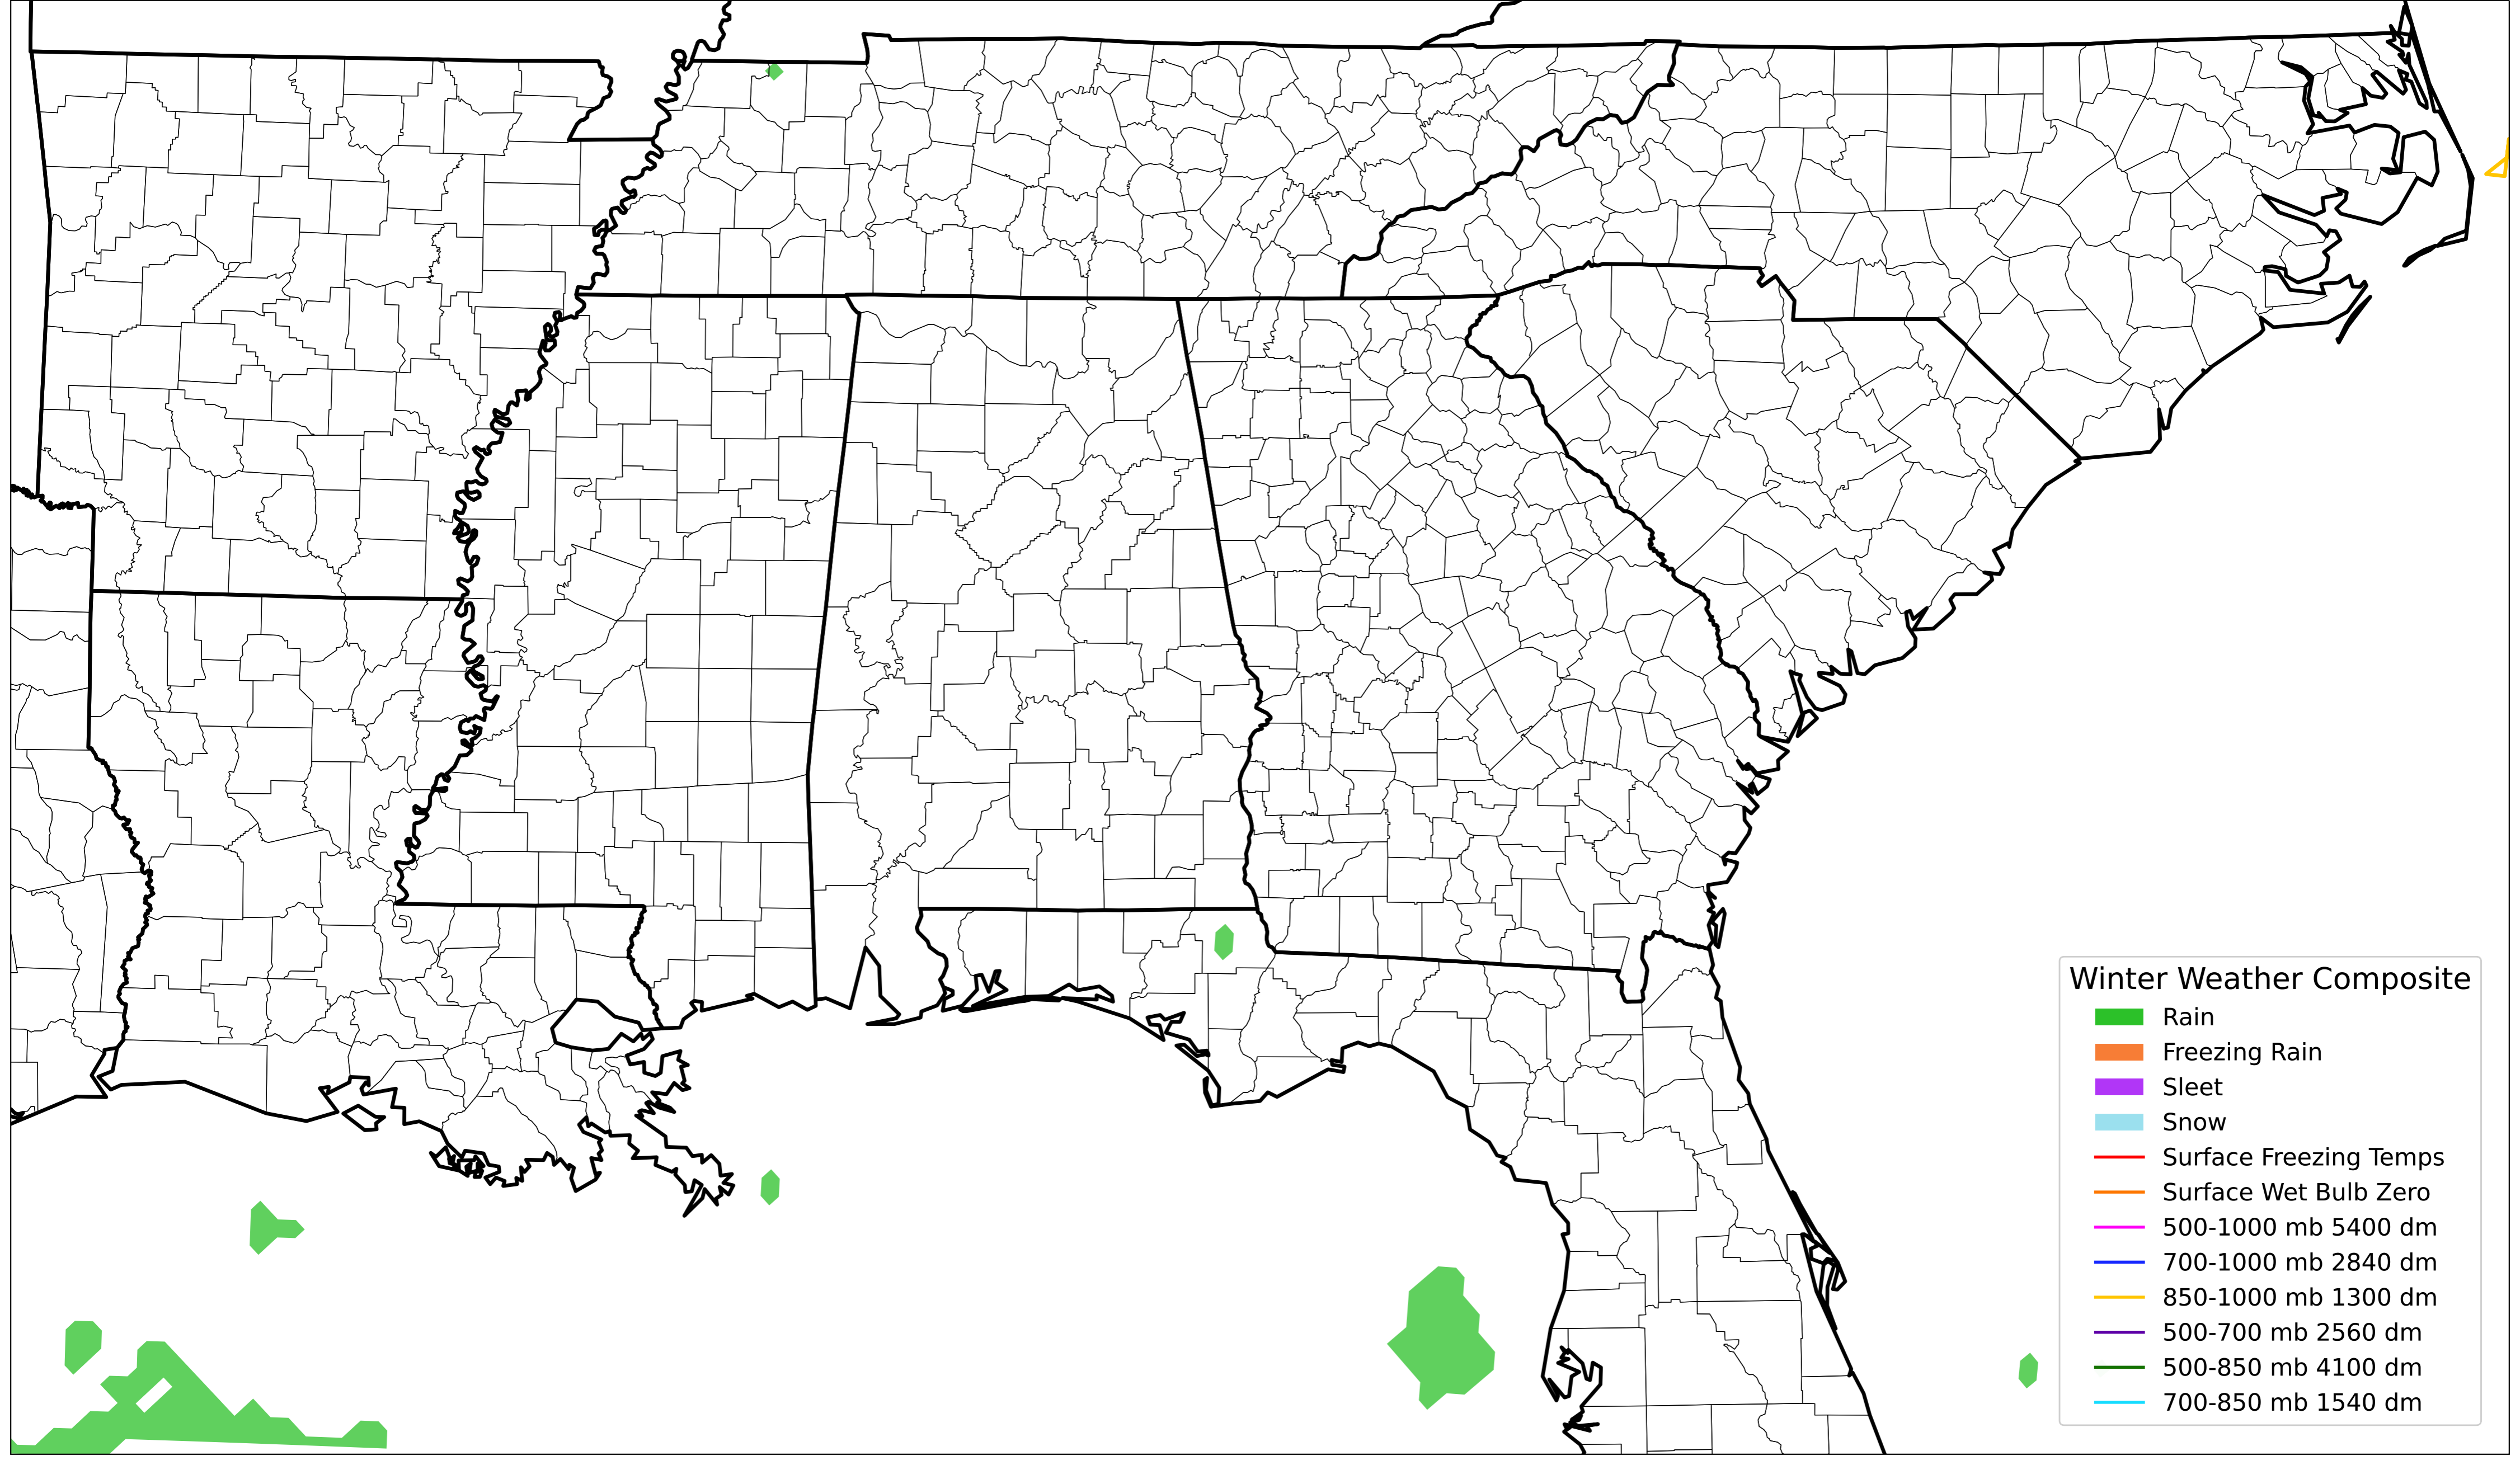 Winter Weather Composite
Rain
Freezing Rain
Sleet
Snow
Surface Freezing Temps
Surface Wet Bulb Zero
500-1000 mb 5400 dm
700-1000 mb 2840 dm
850-1000 mb 1300 dm
500-700 mb 2560 dm
500-850 mb 4100 dm
700-850 mb 1540 dm